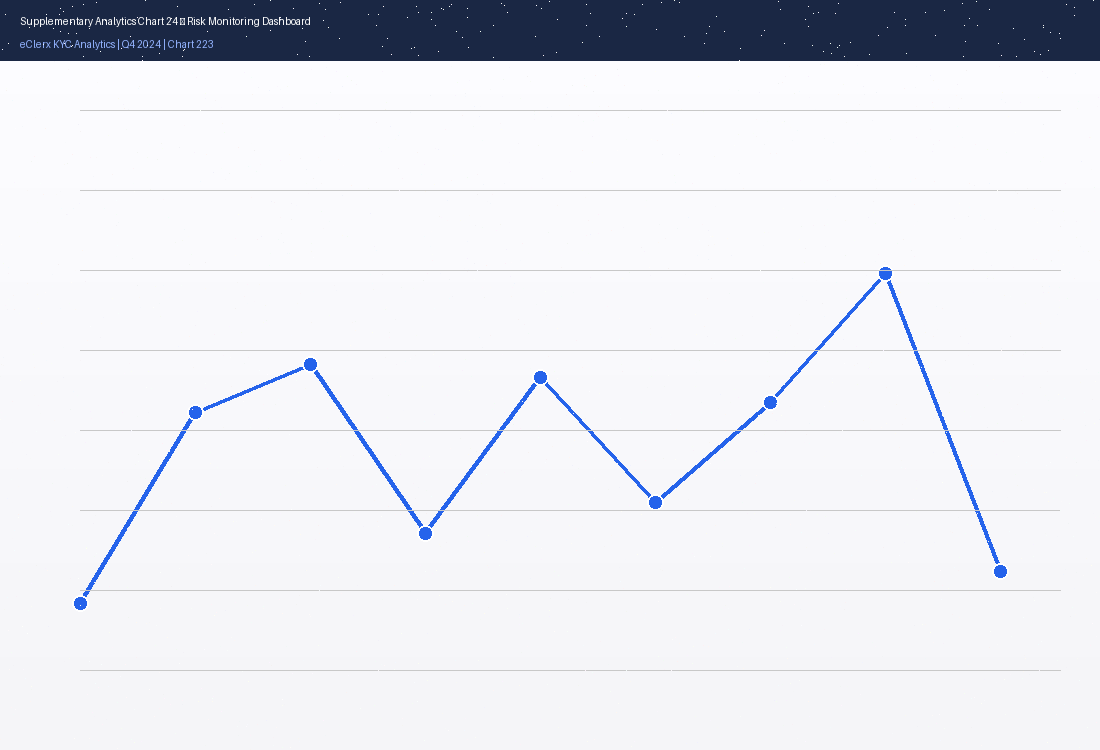 Supplementary Analytics Chart 24 Risk Monitoring Dashboard
eClerx KYC Analytics | Q4 2024 | Chart 223